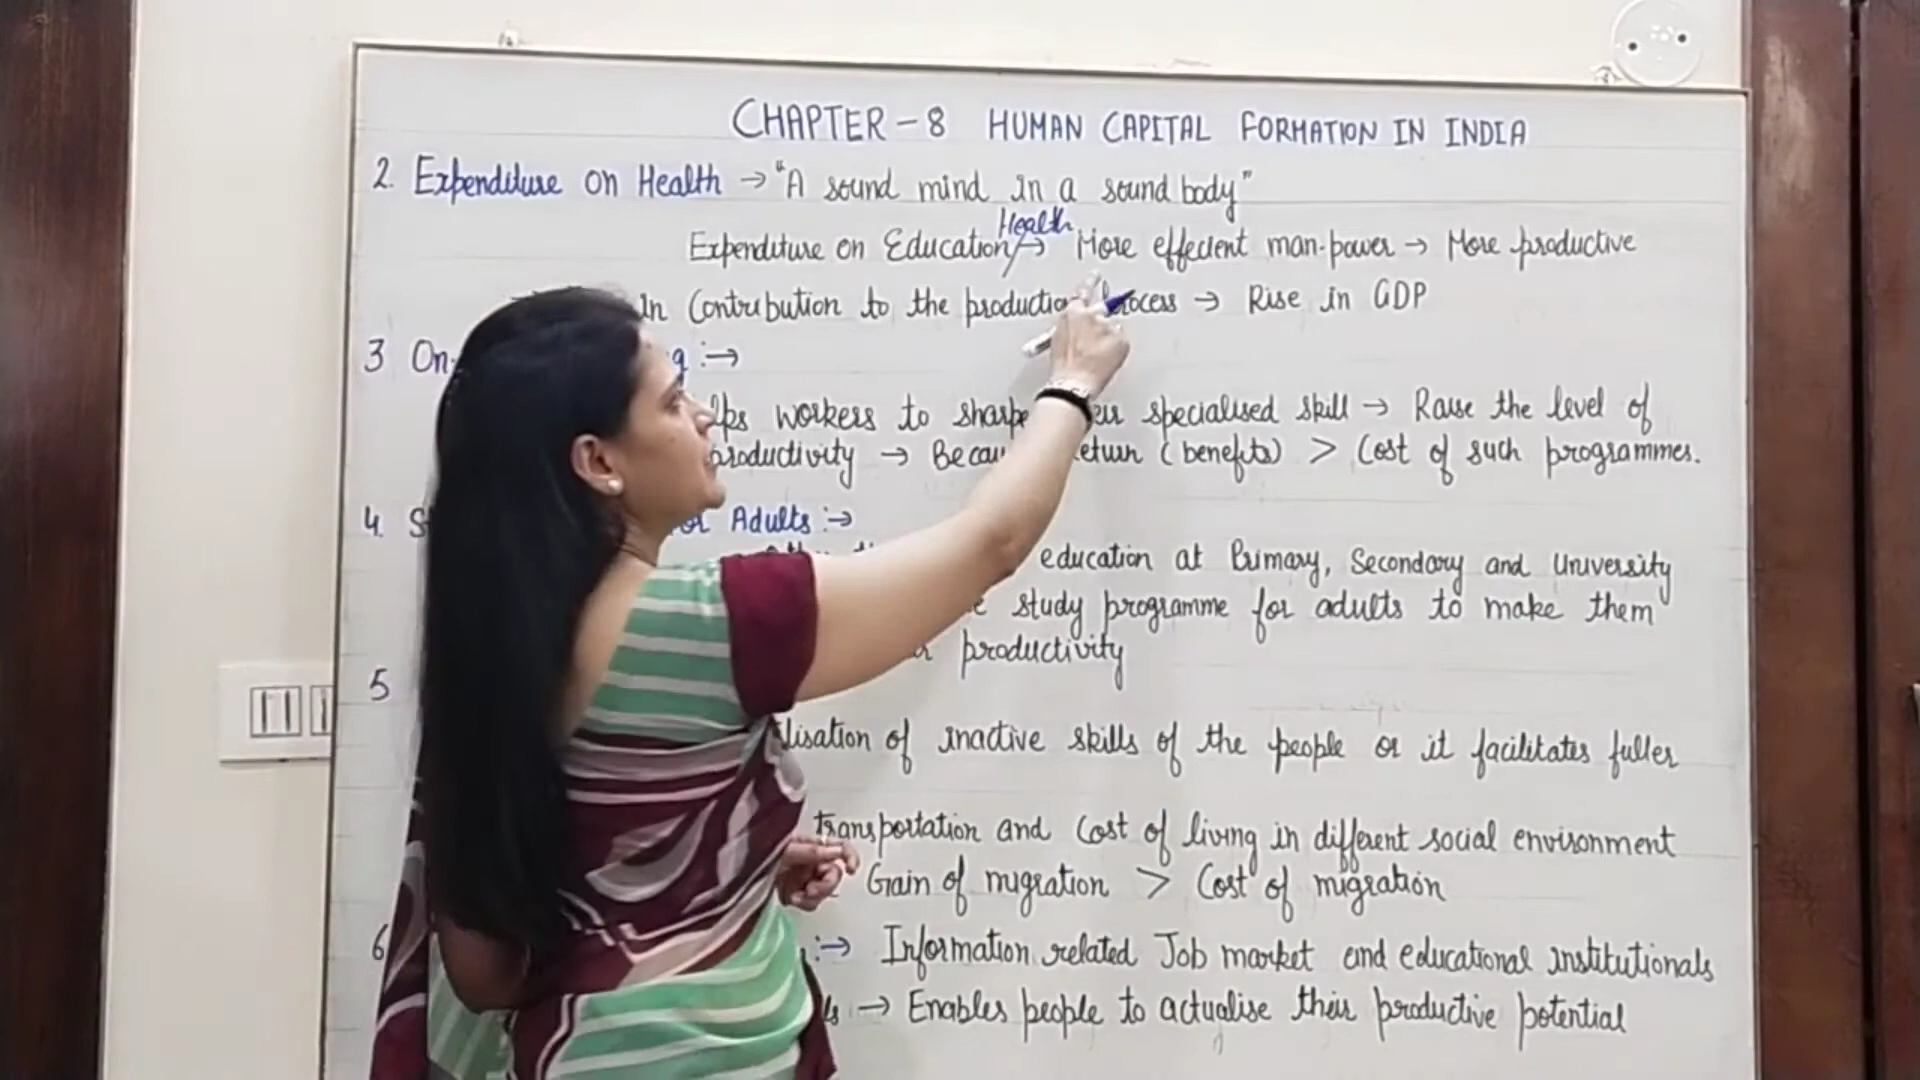 CHAPTER - 8 HUMAN CAPITAL FORMATION IN INDIA
2. Expenditure on Health → "A sound mind in a sound body"
Health
Expenditure on Education → More effecient man-power → More productive
In Contribution to the production process → Rise in GDP
3 On :→
workers to specialised skill → Raise the level of
productivity → (benefits) > Cost of such programmes.
4. Adults :→
education at Primary, Secondary and University
study programme for adults to make them
productivity
5
of inactive skills of the people or it facilitates fuller
transportation and Cost of living in different social environment
Gain of migration > Cost of migration
6 :→ Information related Job market and educational institutionals
→ Enables people to actualise their productive potential